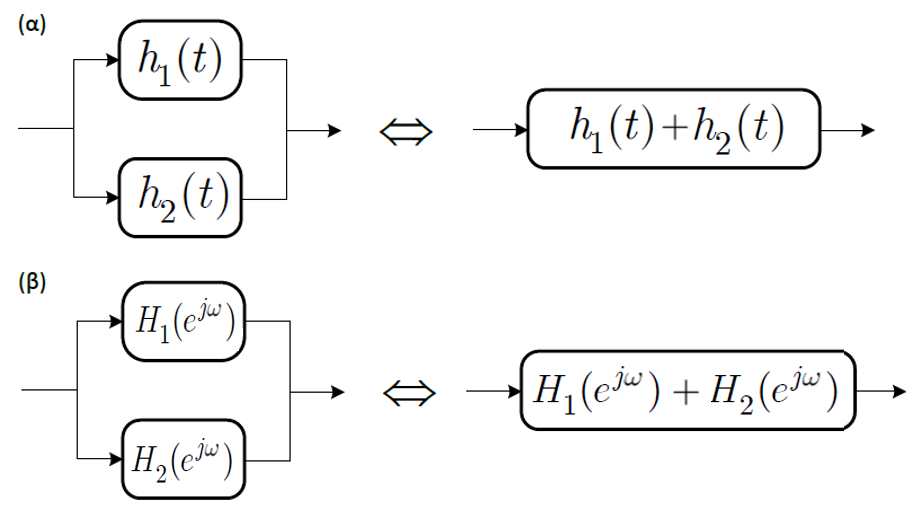 (α)
h₁(t)
h₂(t)
⇔
h₁(t)+h₂(t)
(β)
H₁(e^{jω})
H₂(e^{jω})
⇔
H₁(e^{jω}) + H₂(e^{jω})